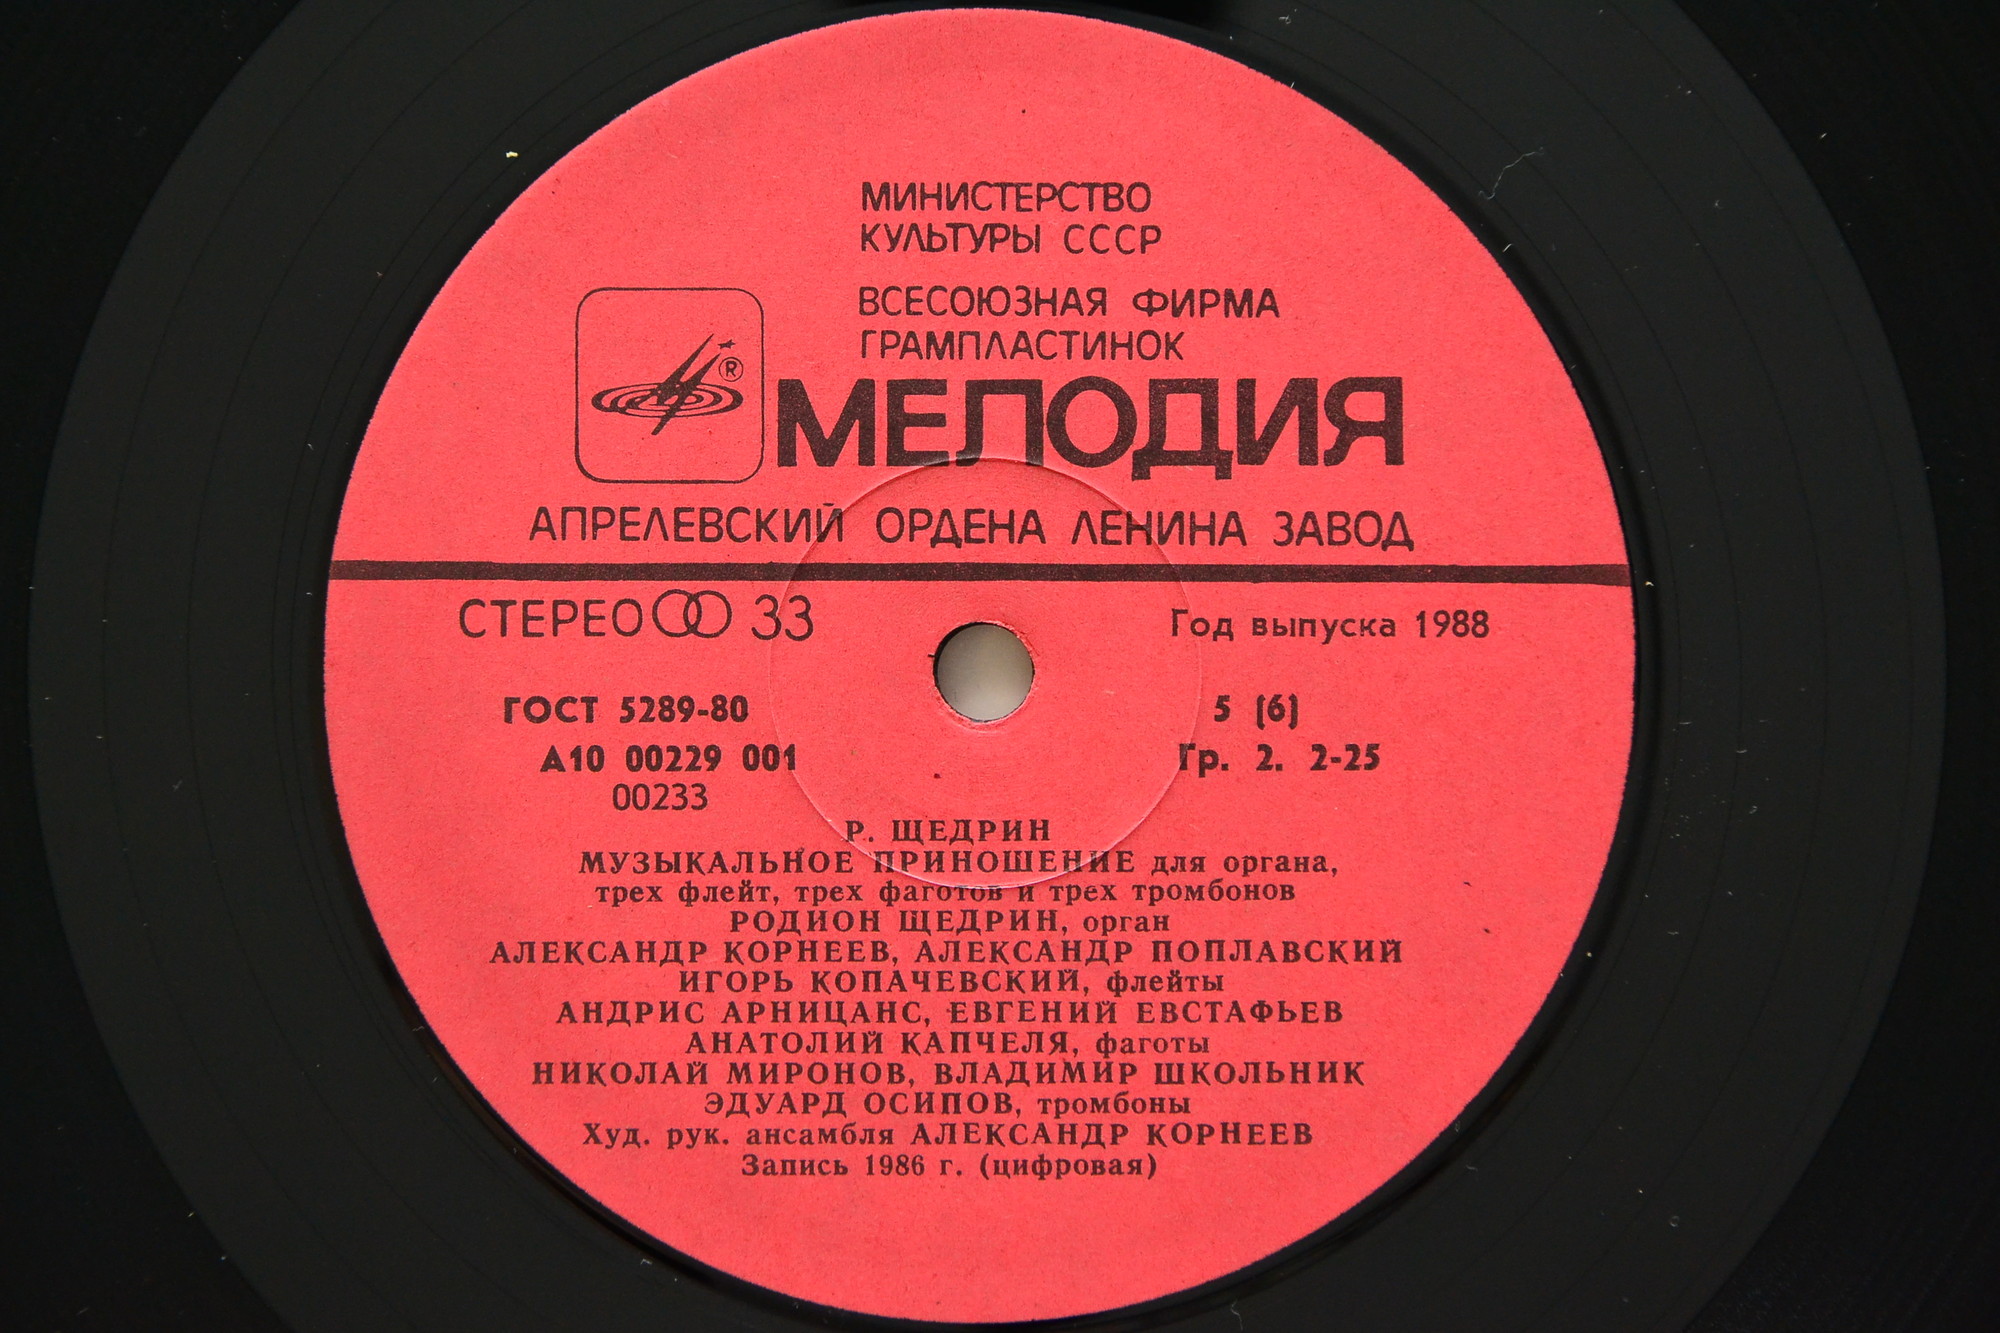 МИНИСТЕРСТВО
КУЛЬТУРЫ СССР
ВСЕСОЮЗНАЯ ФИРМА
ГРАМПЛАСТИНОК
®
МЕЛОДИЯ
АПРЕЛЕВСКИЙ ОРДЕНА ЛЕНИНА ЗАВОД
СТЕРЕО 33
Год выпуска 1988
ГОСТ 5289-80
5 (6)
А10 00229 001
Гр. 2. 2-25
00233
Р. ЩЕДРИН
МУЗЫКАЛЬНОЕ ПРИНОШЕНИЕ для органа,
трех флейт, трех фаготов и трех тромбонов
РОДИОН ЩЕДРИН, орган
АЛЕКСАНДР КОРНЕЕВ, АЛЕКСАНДР ПОПЛАВСКИЙ
ИГОРЬ КОПАЧЕВСКИЙ, флейты
АНДРИС АРНИЦАНС, ЕВГЕНИЙ ЕВСТАФЬЕВ
АНАТОЛИЙ КАПЧЕЛЯ, фаготы
НИКОЛАЙ МИРОНОВ, ВЛАДИМИР ШКОЛЬНИК
ЭДУАРД ОСИПОВ, тромбоны
Худ. рук. ансамбля АЛЕКСАНДР КОРНЕЕВ
Запись 1986 г. (цифровая)